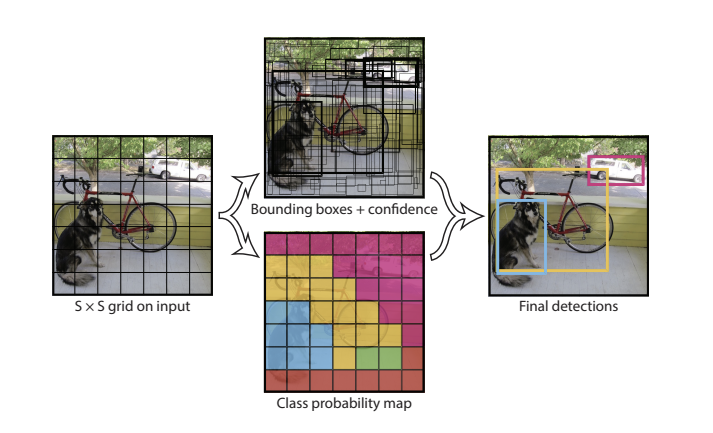 Bounding boxes + confidence
S × S grid on input
Final detections
Class probability map